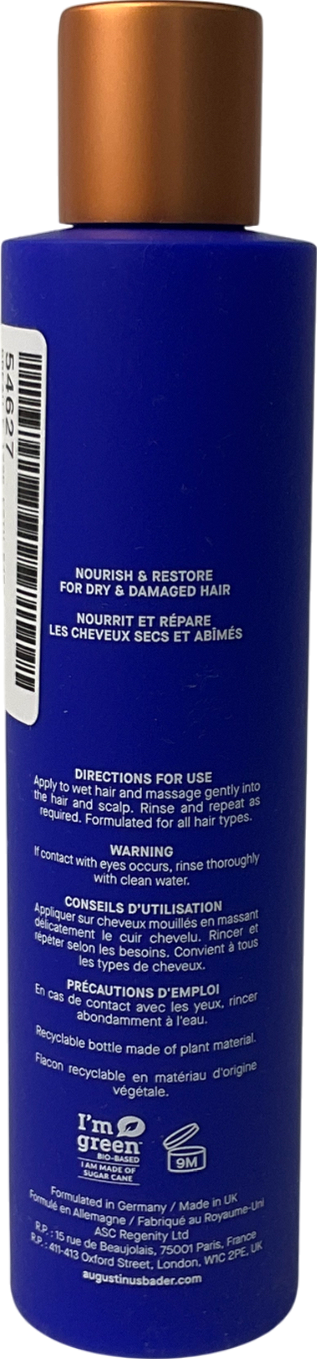 54627
NOURISH & RESTORE
FOR DRY & DAMAGED HAIR
NOURRIT ET RÉPARE
LES CHEVEUX SECS ET ABÎMÉS
DIRECTIONS FOR USE
Apply to wet hair and massage gently into
the hair and scalp. Rinse and repeat as
required. Formulated for all hair types.
WARNING
If contact with eyes occurs, rinse thoroughly
with clean water.
CONSEILS D'UTILISATION
Appliquer sur cheveux mouillés en massant
délicatement le cuir chevelu. Rincer et
répéter selon les besoins. Convient à tous
les types de cheveux.
PRÉCAUTIONS D'EMPLOI
En cas de contact avec les yeux, rincer
abondamment à l'eau.
Recyclable bottle made of plant material.
Flacon recyclable en matériau d'origine
végétale.
I'm
green™
BIO-BASED
I AM MADE OF
SUGAR CANE
9M
Formulated in Germany / Made in UK
Formulé en Allemagne / Fabriqué au Royaume-Uni
ASC Regenity Ltd
R.P.: 15 rue de Beaujolais, 75001 Paris, France
R.P.: 411-413 Oxford Street, London, W1C 2PE, UK
augustinusbader.com